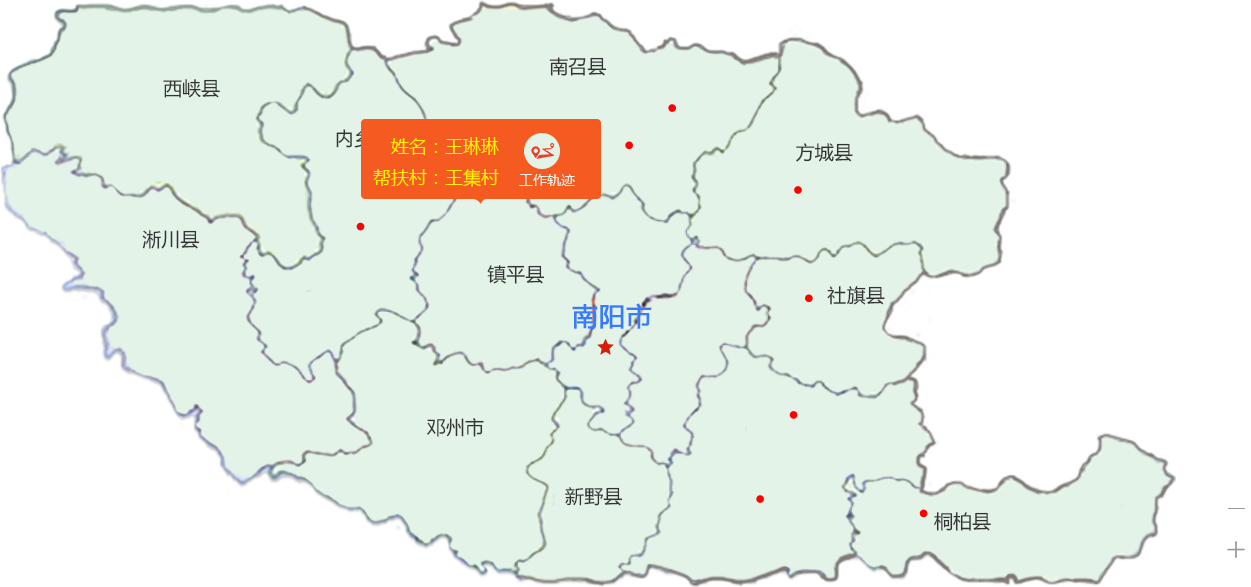 南召县
西峡县
内乡
姓名：王琳琳
帮扶村：王集村
工作轨迹
方城县
淅川县
镇平县
社旗县
南阳市
邓州市
新野县
桐柏县